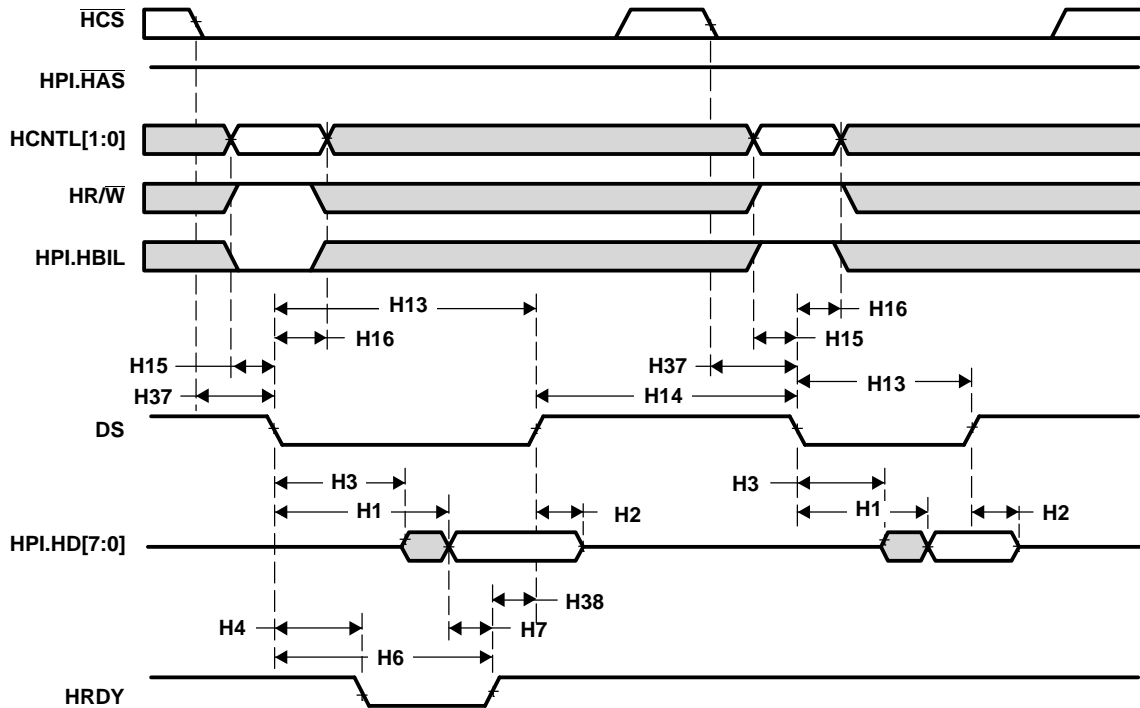 HCS
HPI.HAS
HCNTL[1:0]
HR/W
HPI.HBIL
H13
H16
H16
H15
H15
H37
H37
H13
H14
DS
H3
H3
H1
H2
H1
H2
HPI.HD[7:0]
H38
H4
H7
H6
HRDY